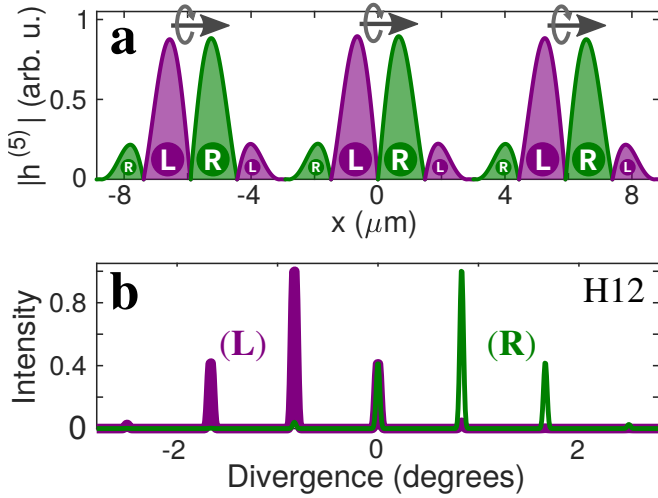 a
|h (5) | (arb. u.)
1
0.5
0
R L R L R L R L R L R L
-8 -4 0 4 8
x (μm)
b
H12
Intensity
0.8
0.4
0
(L) (R)
-2 0 2
Divergence (degrees)